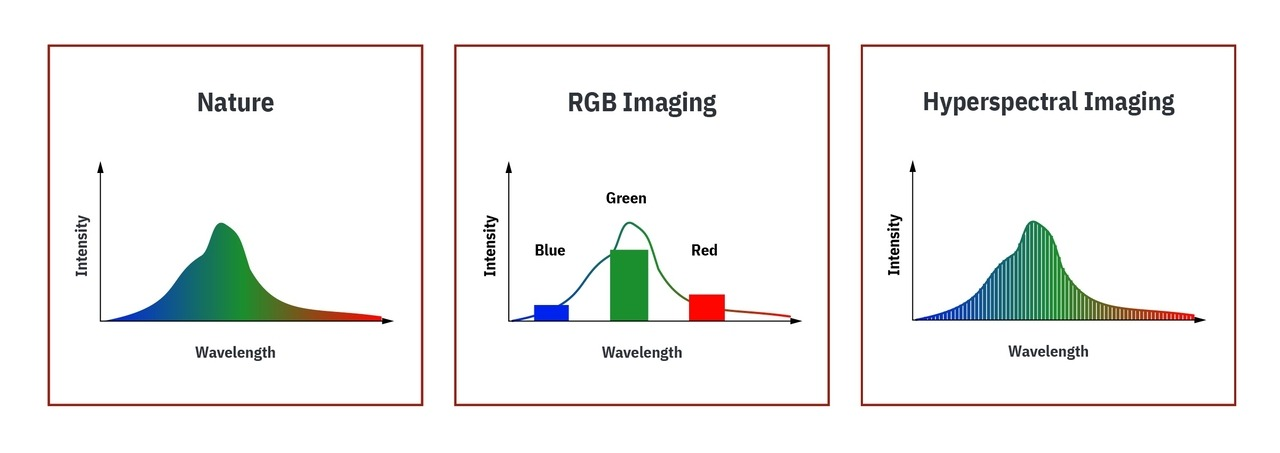 Nature
Intensity
Wavelength
RGB Imaging
Intensity
Blue
Green
Red
Wavelength
Hyperspectral Imaging
Intensity
Wavelength